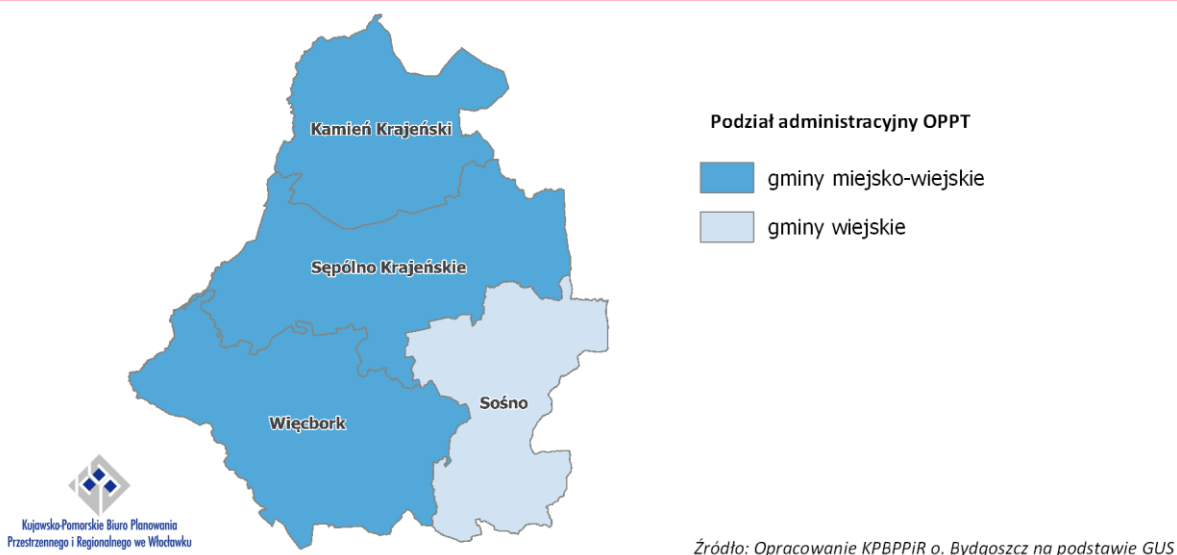 Kamień Krajeński
Sępólno Krajeńskie
Więcbork
Sośno
Podział administracyjny OPPT
gminy miejsko-wiejskie
gminy wiejskie
Kujawsko-Pomorskie Biuro Planowania
Przestrzennego i Regionalnego we Włocławku
Źródło: Opracowanie KPBPPiR o. Bydgoszcz na podstawie GUS